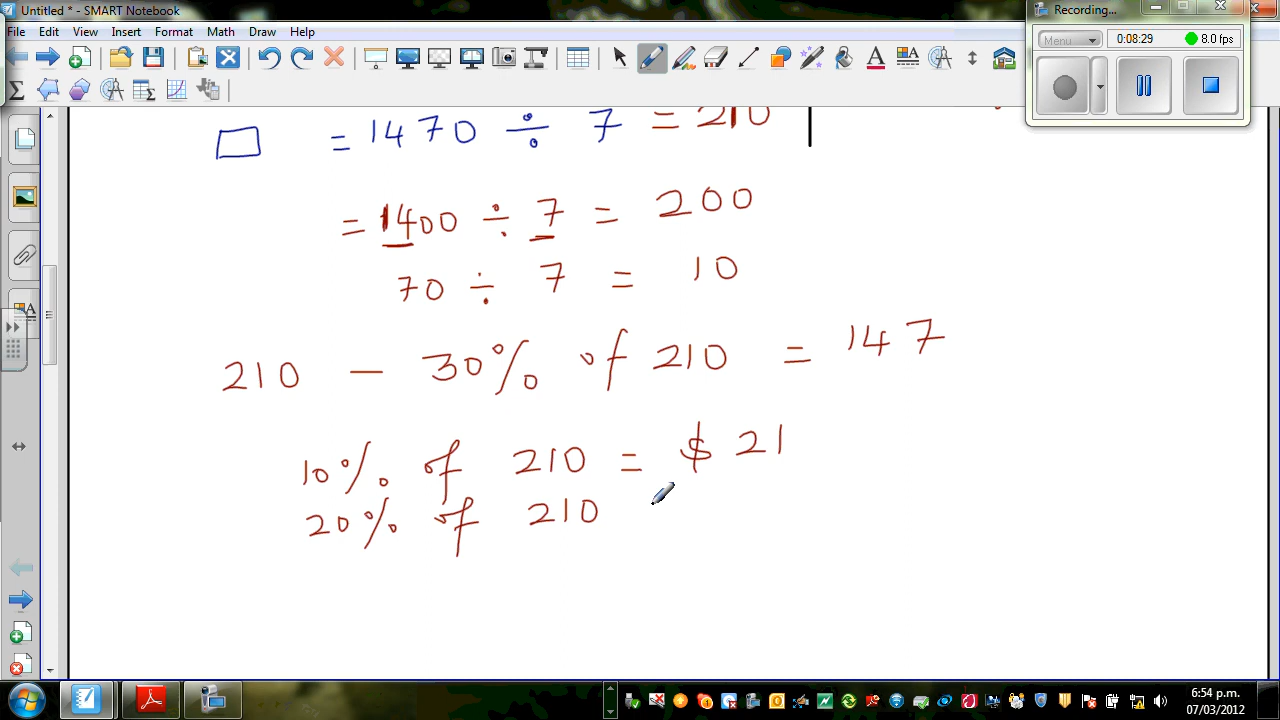 Untitled * - SMART Notebook
File Edit View Insert Format Math Draw Help
Recording...
Menu
0:08:29
8.0 fps
= 1470 ÷ 7 = 210
= 1400 ÷ 7 = 200
70 ÷ 7 = 10
210 - 30% of 210 = 147
10% of 210 = $ 21
20% of 210
6:54 p.m.
07/03/2012